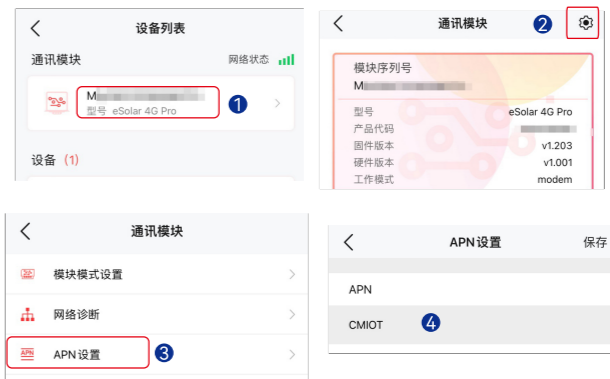 设备列表
通讯模块 网络状态
M
型号 eSolar 4G Pro
1
设备 (1)
通讯模块 2
模块序列号
M
型号 eSolar 4G Pro
产品代码
固件版本 v1.203
硬件版本 v1.001
工作模式 modem
通讯模块
模块模式设置
网络诊断
APN APN设置 3
APN设置 保存
APN
CMIOT 4